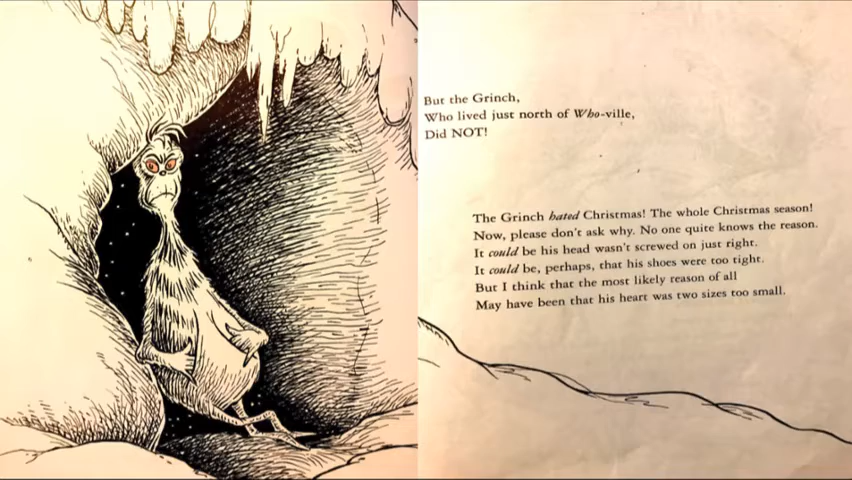 But the Grinch,
Who lived just north of Who-ville,
Did NOT!
The Grinch hated Christmas! The whole Christmas season!
Now, please don't ask why. No one quite knows the reason.
It could be his head wasn't screwed on just right.
It could be, perhaps, that his shoes were too tight.
But I think that the most likely reason of all
May have been that his heart was two sizes too small.